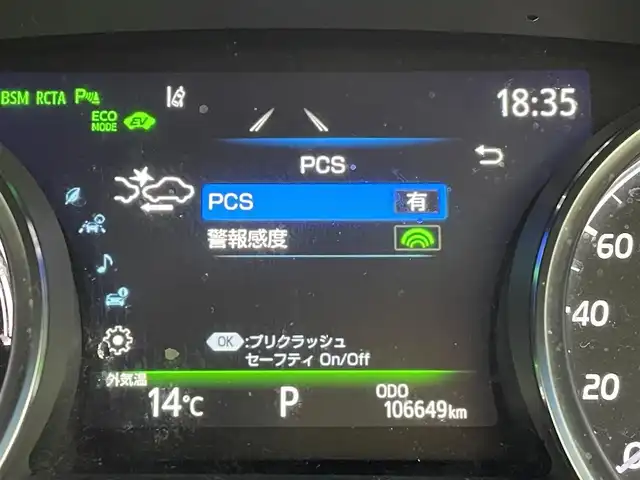 BSM RCTA P
18:35
ECO
MODE
EV
PCS
PCS 有
警報感度
OK :プリクラッシュ
セーフティ On/Off
外気温
14℃
P
ODO
106649km
60
40
20
0